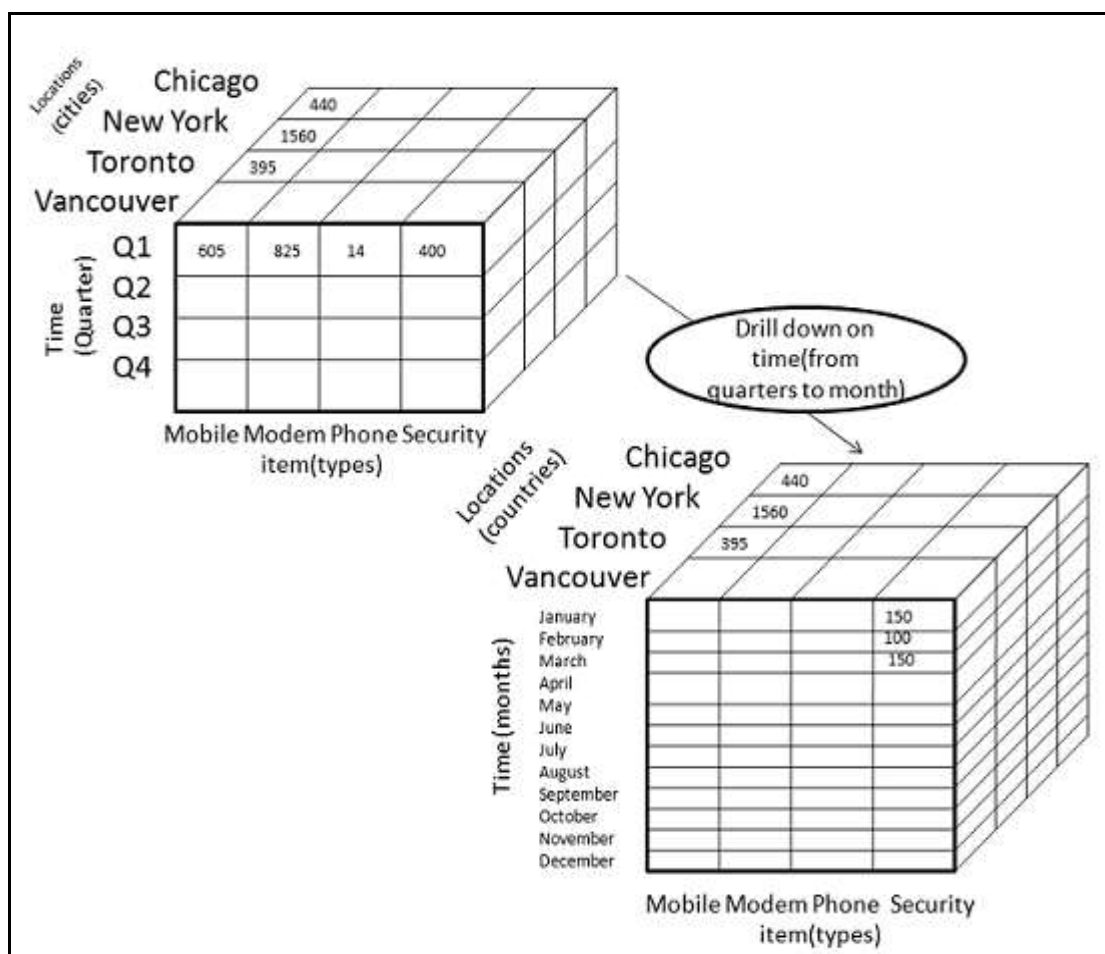 Locations
(cities)
Chicago
New York
Toronto
Vancouver
440
1560
395
Time
(Quarter)
Q1
Q2
Q3
Q4
605 825 14 400
Mobile Modem Phone Security
item(types)
Drill down on
time(from
quarters to month)
Locations
(countries)
Chicago
New York
Toronto
Vancouver
440
1560
395
Time (months)
January 150
February 100
March 150
April
May
June
July
August
September
October
November
December
Mobile Modem Phone Security
item(types)